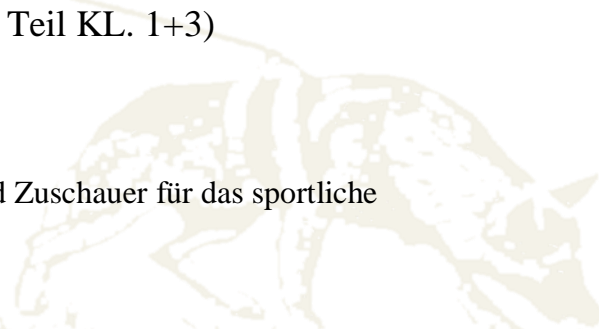 Teil KL. 1+3)
Zuschauer für das sportliche